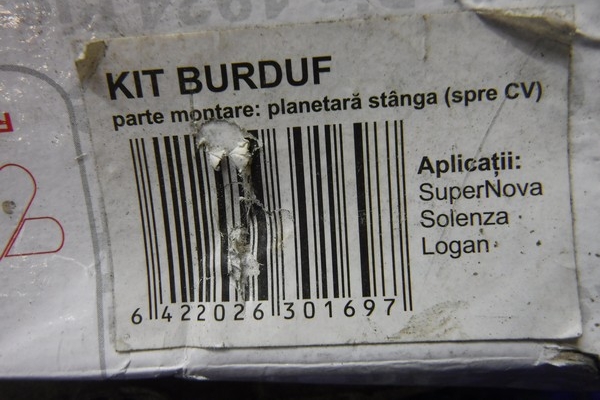 KIT BURDUF
parte montare: planetară stânga (spre CV)
Aplicații:
SuperNova
Solenza
Logan
6 422026 301697